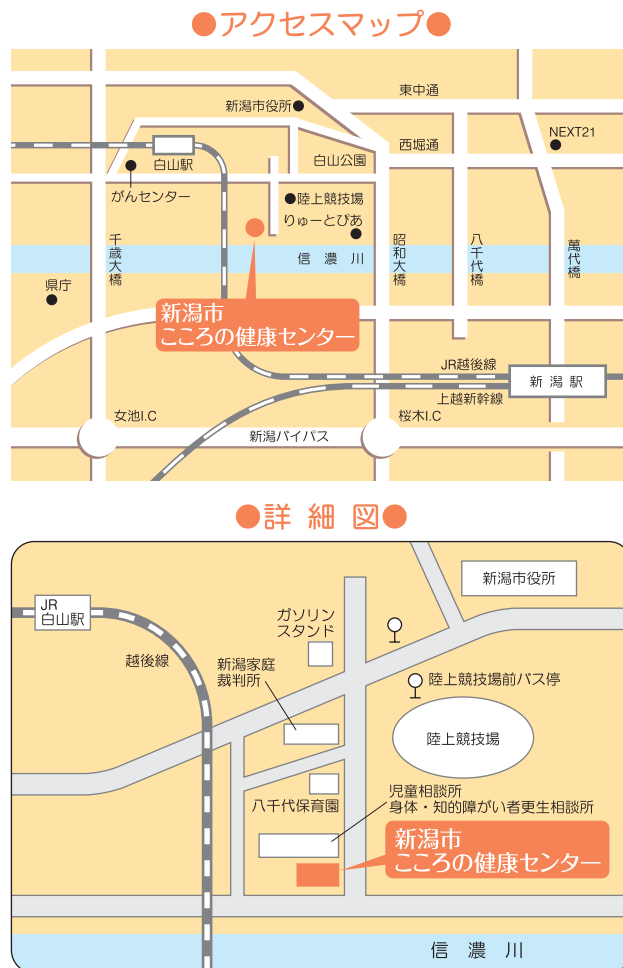 ●アクセスマップ●
東中通
新潟市役所
NEXT21
西堀通
白山公園
白山駅
がんセンター
陸上競技場
りゅーとぴあ
千歳大橋
信濃川
昭和大橋
八千代橋
萬代橋
県庁
新潟市
こころの健康センター
JR越後線
新潟駅
上越新幹線
女池I.C
桜木I.C
新潟バイパス
●詳細図●
新潟市役所
JR
白山駅
ガソリン
スタンド
越後線
新潟家庭
裁判所
陸上競技場前バス停
陸上競技場
児童相談所
身体・知的障がい者更生相談所
八千代保育園
新潟市
こころの健康センター
信濃川